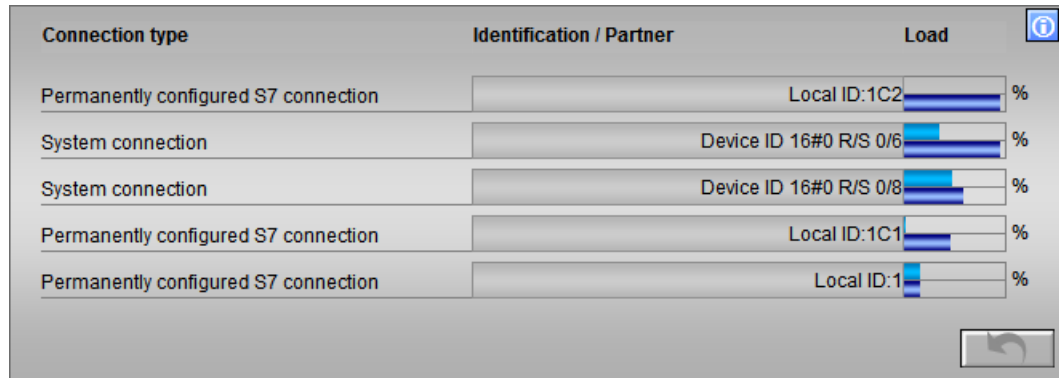 Connection type Identification / Partner Load
Permanently configured S7 connection Local ID:1C2 %
System connection Device ID 16#0 R/S 0/6 %
System connection Device ID 16#0 R/S 0/8 %
Permanently configured S7 connection Local ID:1C1 %
Permanently configured S7 connection Local ID:1 %